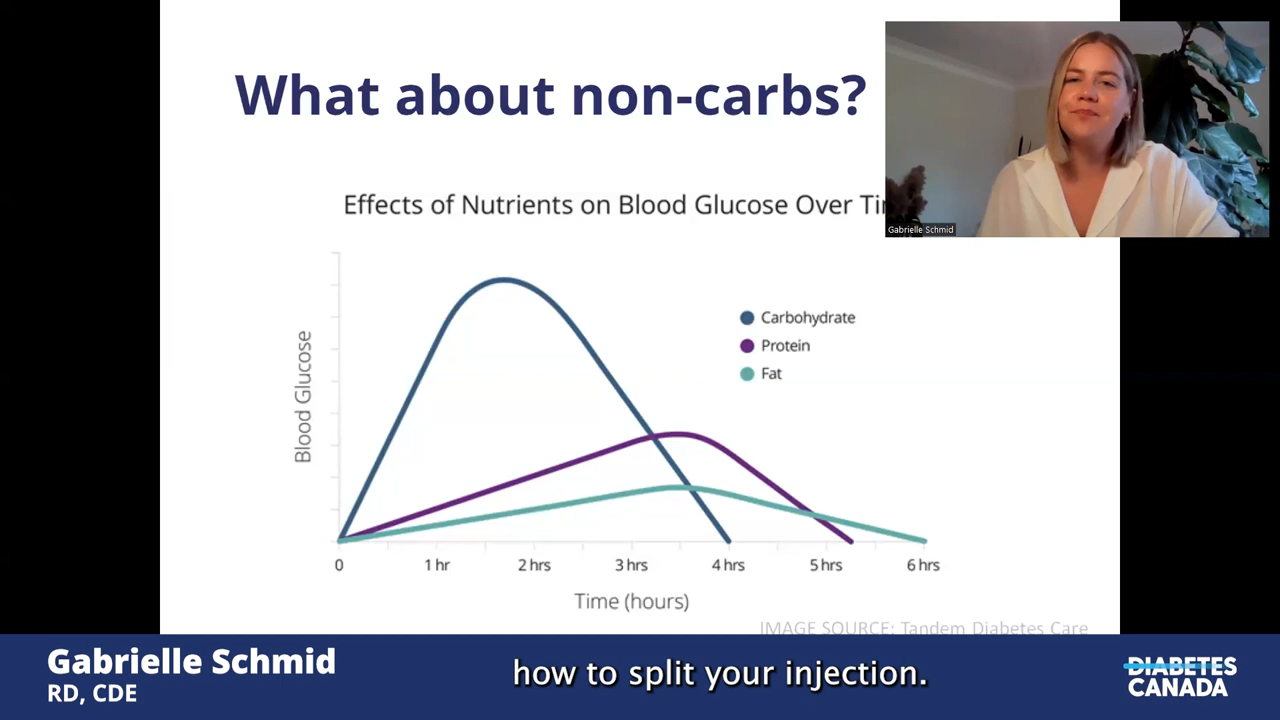 What about non-carbs?
Effects of Nutrients on Blood Glucose Over
Gabrielle Schmid
Carbohydrate
Protein
Fat
Blood Glucose
0 1 hr 2 hrs 3 hrs 4 hrs 5 hrs 6 hrs
Time (hours)
IMAGE SOURCE: Tandem Diabetes Care
Gabrielle Schmid
RD, CDE
how to split your injection.
DIABETES
CANADA